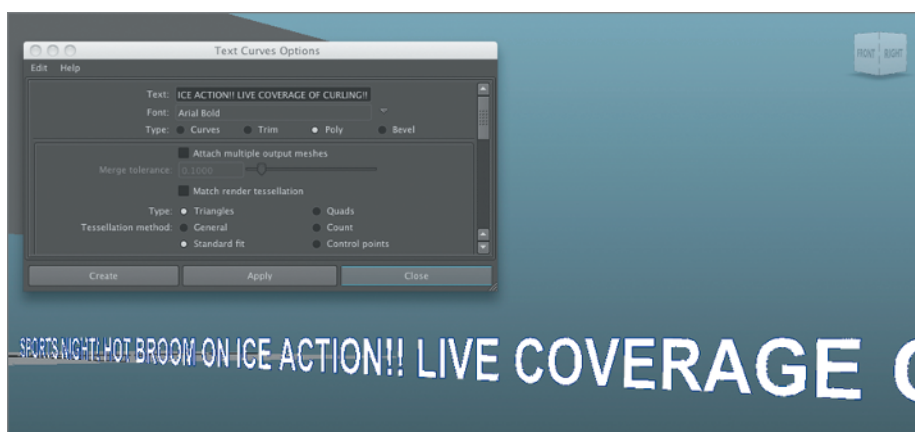 Text Curves Options
Edit Help
FRONT RIGHT
Text: ICE ACTION!! LIVE COVERAGE OF CURLING!!
Font: Arial Bold
Type: Curves Trim Poly Bevel
Attach multiple output meshes
Merge tolerance: 0.1000
Match render tessellation
Type: Triangles Quads
Tessellation method: General Count
Standard fit Control points
Create Apply Close
SPORTS NIGHT! HOT BROOM ON ICE ACTION!! LIVE COVERAGE